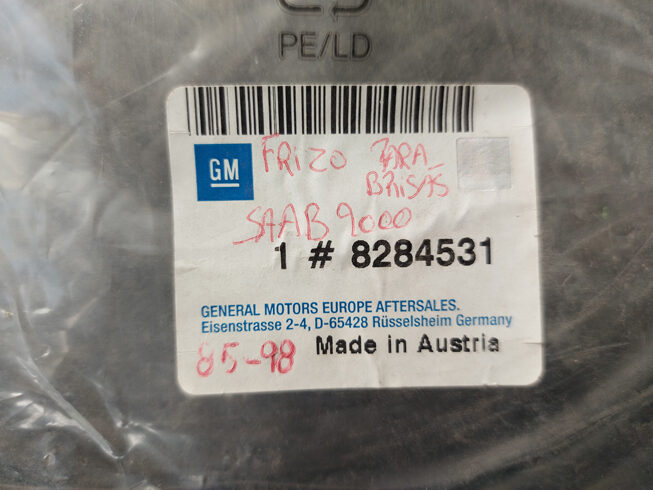 PE/LD
GM
FRIZO PARA_
BRISAS
SAAB 9000
1 # 8284531
GENERAL MOTORS EUROPE AFTERSALES.
Eisenstrasse 2-4, D-65428 Rüsselsheim Germany
85-98 Made in Austria